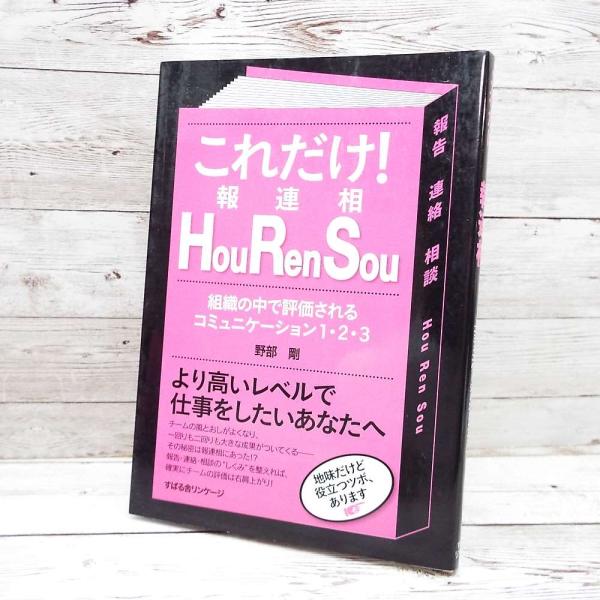 これだけ!
報連相
HouRenSou
組織の中で評価される
コミュニケーション1・2・3
野部 剛
より高いレベルで
仕事をしたいあなたへ
チームの風とおしがよくなり、
一回りも二回りも大きな成果がついてくる——
その秘密は報連相にあった!?
報告・連絡・相談の“しくみ”を整えれば、
確実にチームの評価は右肩上がり!
すばる舎リンケージ
地味だけど
役立つツボ、
あります
報告 連絡 相談 Hou Ren Sou